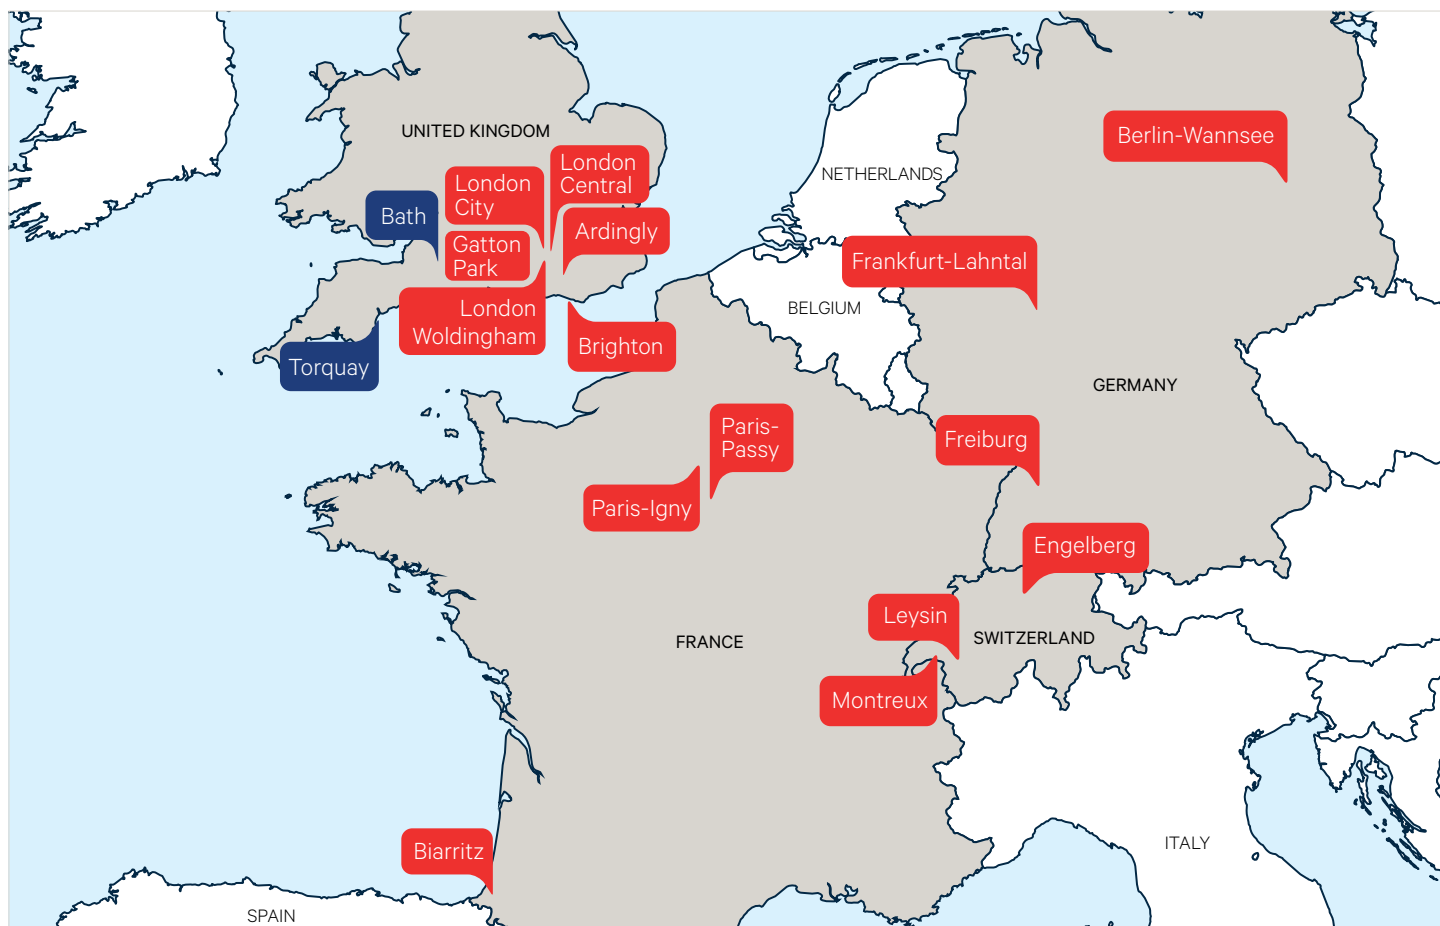 UNITED KINGDOM
Berlin-Wannsee
London
Central
London
City
NETHERLANDS
Bath
Ardingly
Gatton
Park
Frankfurt-Lahntal
London
Woldingham
BELGIUM
Brighton
Torquay
GERMANY
Paris-
Passy
Freiburg
Paris-Igny
Engelberg
Leysin
SWITZERLAND
FRANCE
Montreux
ITALY
Biarritz
SPAIN